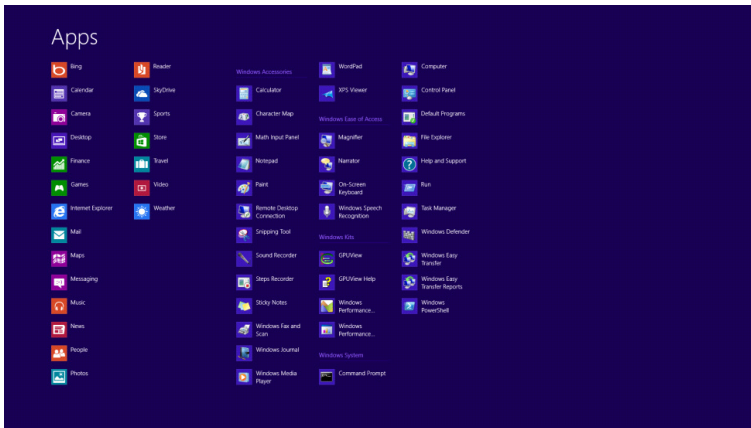 Apps
Bing
Calendar
Camera
Desktop
Finance
Games
Internet Explorer
Mail
Maps
Messaging
Music
News
People
Photos
Reader
SkyDrive
Sports
Store
Travel
Video
Weather
Windows Accessories
Calculator
Character Map
Math Input Panel
Notepad
Paint
Remote Desktop
Connection
Snipping Tool
Sound Recorder
Steps Recorder
Sticky Notes
Windows Fax and
Scan
Windows Journal
Windows Media
Player
WordPad
XPS Viewer
Windows Ease of Access
Magnifier
Narrator
On-Screen
Keyboard
Windows Speech
Recognition
Windows Kits
GPUView
GPUView Help
Windows
Performance...
Windows
Performance...
Windows System
Command Prompt
Computer
Control Panel
Default Programs
File Explorer
Help and Support
Run
Task Manager
Windows Defender
Windows Easy
Transfer
Windows Easy
Transfer Reports
Windows
PowerShell